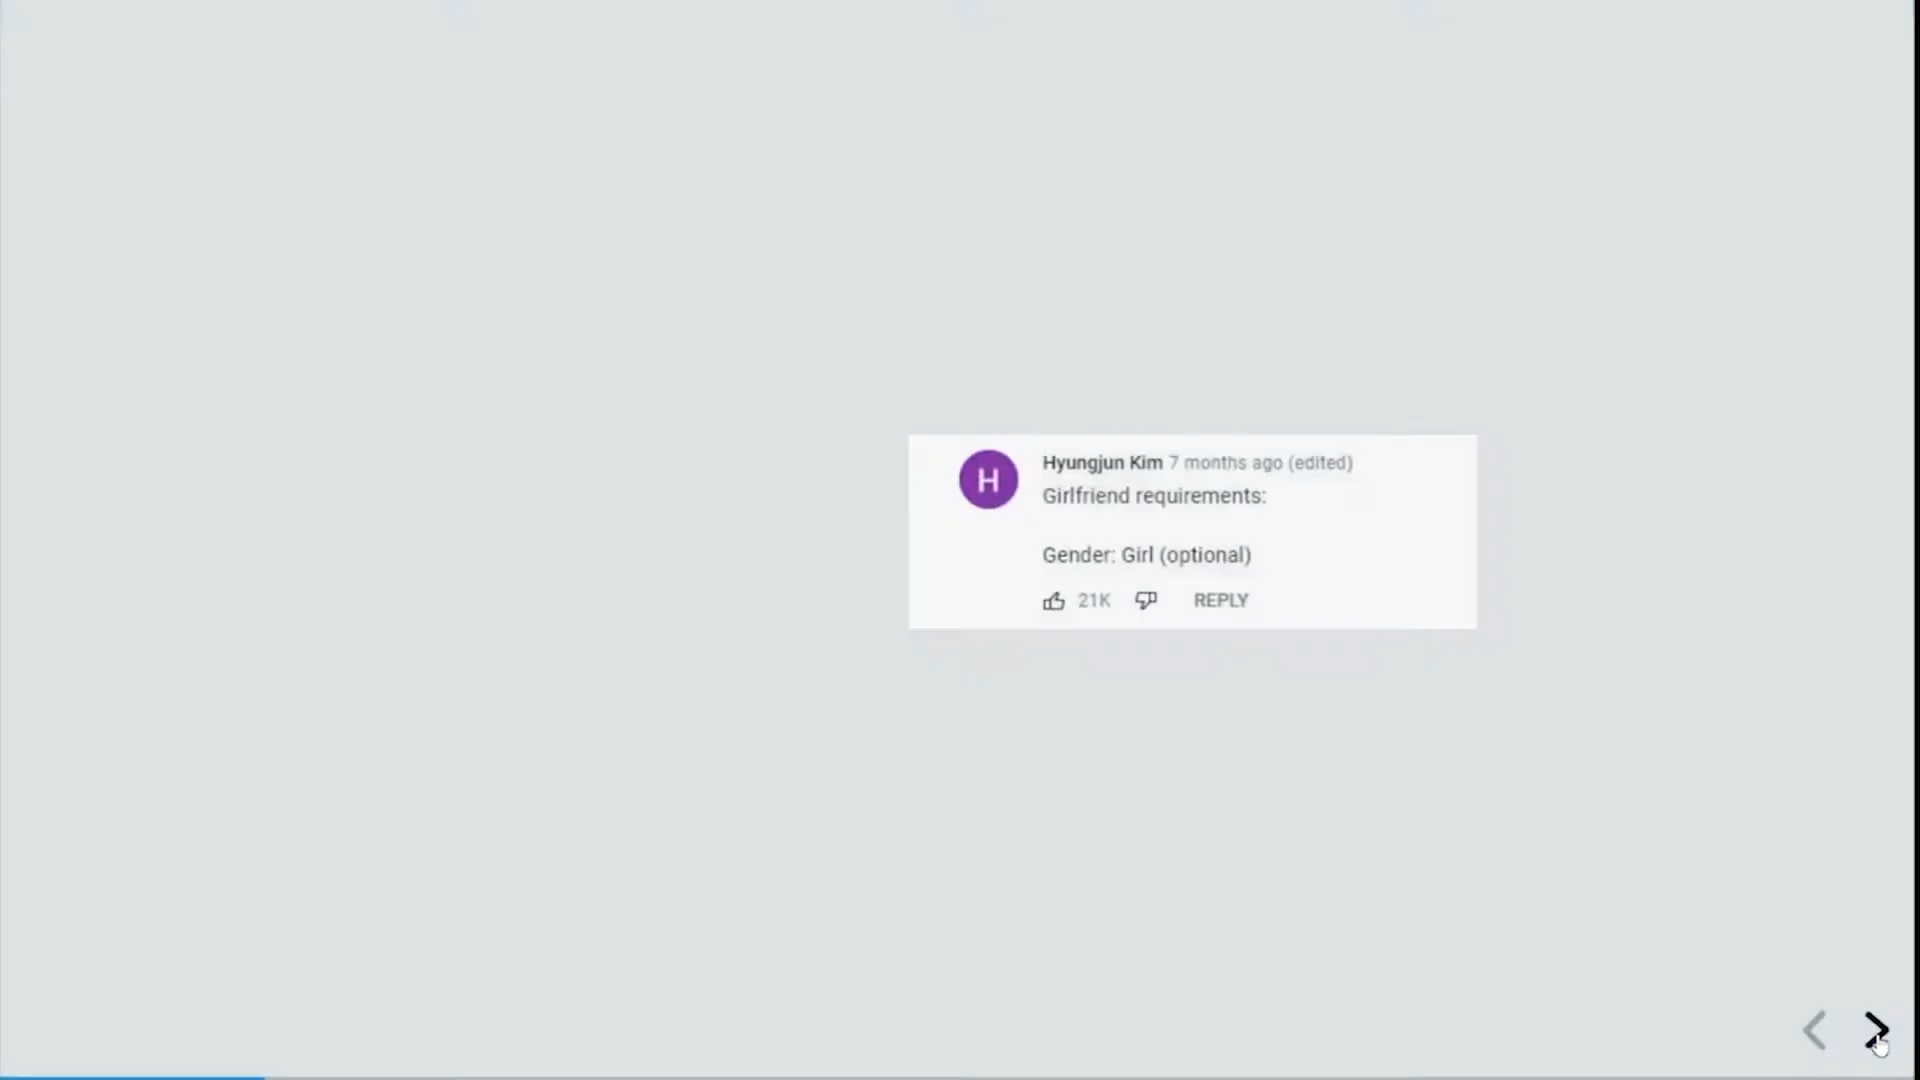 H
Hyungjun Kim 7 months ago (edited)
Girlfriend requirements:
Gender: Girl (optional)
21K REPLY